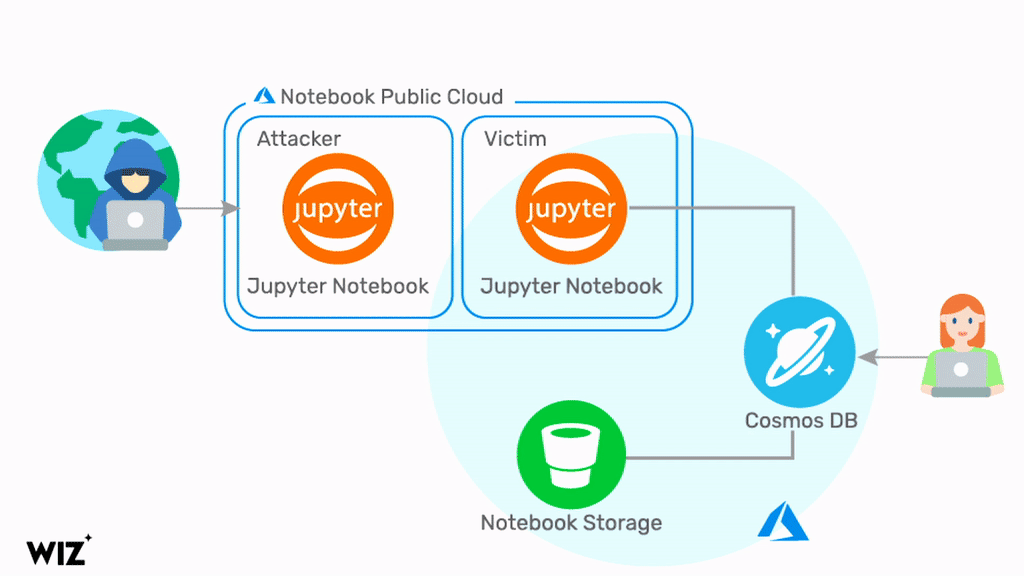 Notebook Public Cloud
Attacker
Victim
jupyter
jupyter
Jupyter Notebook
Jupyter Notebook
Cosmos DB
Notebook Storage
WIZ